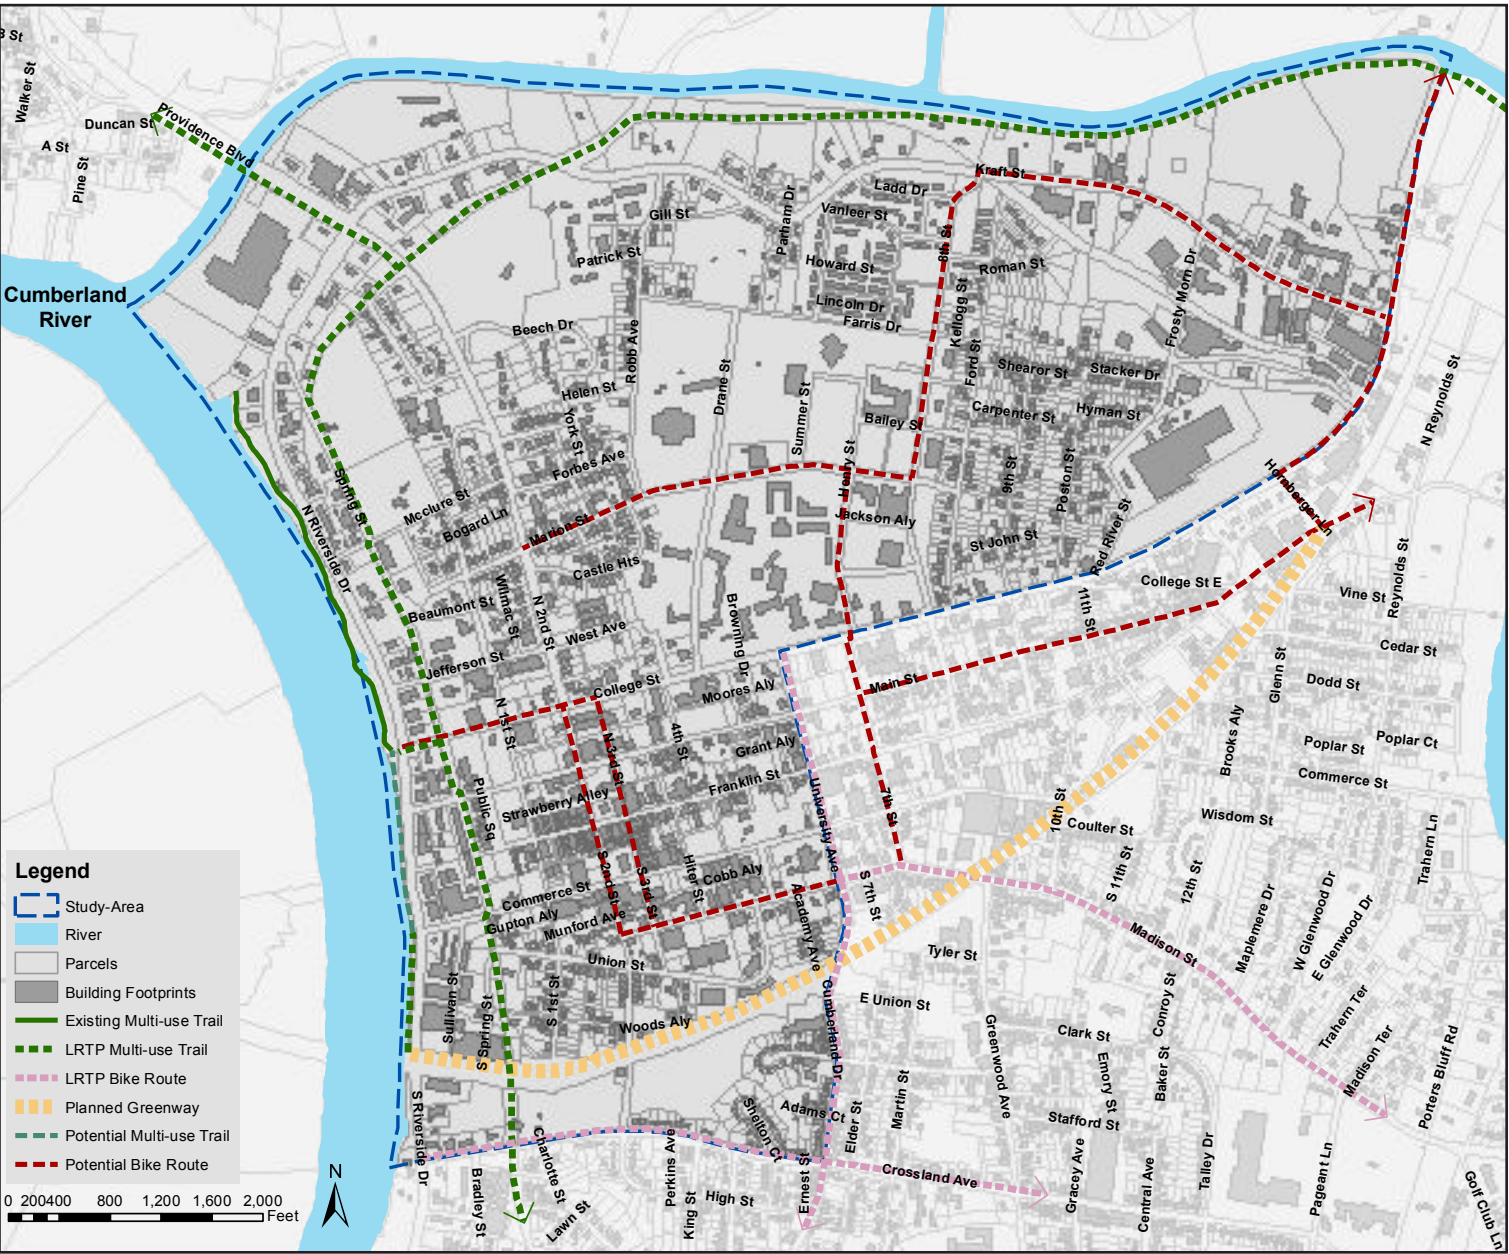 B St
Walker St
Duncan St
Providence Blvd
A St
Pine St
Cumberland
River
Kraft St
Ladd Dr
Vanleer St
Gill St
Parham Dr
8th St
Patrick St
Howard St
Roman St
Frosty Morn Dr
Lincoln Dr
Farris Dr
Kellogg St
Beech Dr
Robb Ave
Ford St
Shearor St
Stacker Dr
Drane St
Helen St
Summer St
Carpenter St
Hyman St
N Reynolds St
York St
Bailey St
Forbes Ave
Henry St
9th St
Poston St
Hornberger Ln
Spring St
Mcclure St
Bogard Ln
Marion St
Jackson Aly
St John St
Red River St
N Riverside Dr
Castle Hts
College St E
Reynolds St
Vine St
Beaumont St
Wilmac St
N 2nd St
West Ave
Browning Dr
11th St
Cedar St
Jefferson St
College St
Moores Aly
Main St
Glenn St
Dodd St
N 1st St
4th St
N 3rd St
Grant Aly
Brooks Aly
Poplar St
Poplar Ct
Commerce St
Franklin St
Strawberry Alley
Public Sq
University Ave
7th St
10th St
Coulter St
Wisdom St
Trahern Ln
S 2nd St
S 3rd St
Hiter St
Cobb Aly
Commerce St
Gupton Aly
Munford Ave
Academy Ave
S 7th St
S 11th St
12th St
Maplemere Dr
W Glenwood Dr
E Glenwood Dr
Madison St
Tyler St
Union St
Cumberland Dr
E Union St
Sullivan St
S Spring St
S 1st St
Woods Aly
Greenwood Ave
Clark St
Conroy St
Trahern Ter
Madison Ter
Porters Bluff Rd
Emory St
Baker St
Martin St
Stafford St
S Riverside Dr
Shelton Ct
Adams Ct
Elder St
Charlotte St
Perkins Ave
Ernest St
Crossland Ave
Gracey Ave
Central Ave
Talley Dr
Pageant Ln
Golf Club Ln
Bradley St
Lawn St
King St
High St
Legend
Study-Area
River
Parcels
Building Footprints
Existing Multi-use Trail
LRTP Multi-use Trail
LRTP Bike Route
Planned Greenway
Potential Multi-use Trail
Potential Bike Route
N
0 200400 800 1,200 1,600 2,000
Feet